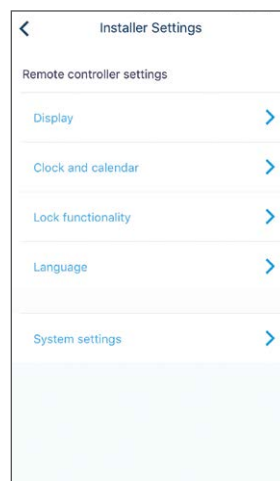 Installer Settings
Remote controller settings
Display
Clock and calendar
Lock functionality
Language
System settings